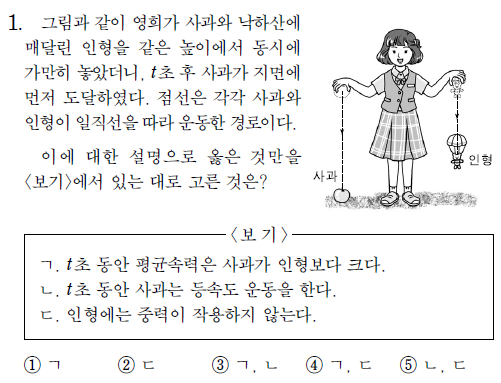 1. 그림과 같이 영희가 사과와 낙하산에
매달린 인형을 같은 높이에서 동시에
가만히 놓았더니, t초 후 사과가 지면에
먼저 도달하였다. 점선은 각각 사과와
인형이 일직선을 따라 운동한 경로이다.
이에 대한 설명으로 옳은 것만을
<보기>에서 있는 대로 고른 것은?
사과
인형
<보 기>
ㄱ. t초 동안 평균속력은 사과가 인형보다 크다.
ㄴ. t초 동안 사과는 등속도 운동을 한다.
ㄷ. 인형에는 중력이 작용하지 않는다.
① ㄱ ② ㄷ ③ ㄱ, ㄴ ④ ㄱ, ㄷ ⑤ ㄴ, ㄷ